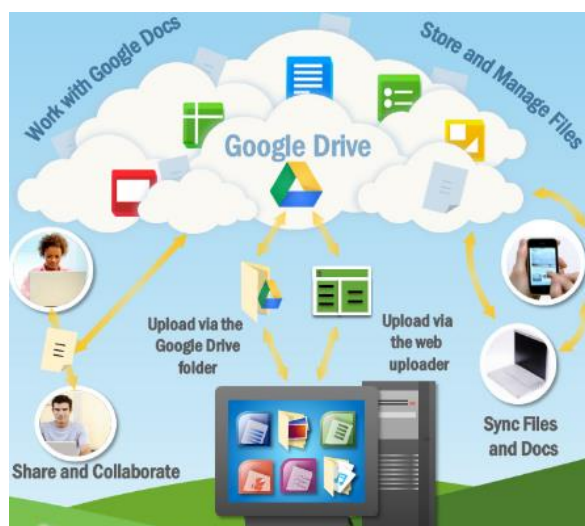 Work with Google Docs
Store and Manage Files
Google Drive
Upload via the
Google Drive
folder
Upload via
the web
uploader
Share and Collaborate
Sync Files
and Docs